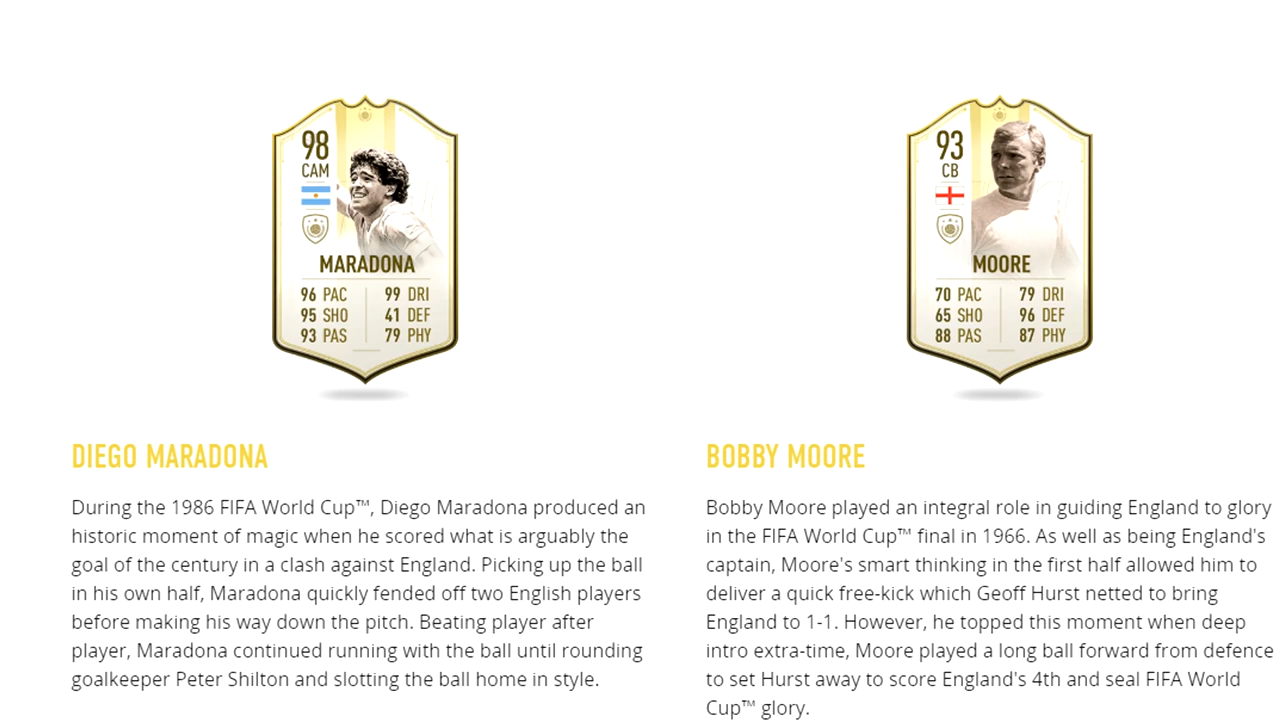 98
CAM
MARADONA
96 PAC 99 DRI
95 SHO 41 DEF
93 PAS 79 PHY
DIEGO MARADONA
During the 1986 FIFA World Cup™, Diego Maradona produced an
historic moment of magic when he scored what is arguably the
goal of the century in a clash against England. Picking up the ball
in his own half, Maradona quickly fended off two English players
before making his way down the pitch. Beating player after
player, Maradona continued running with the ball until rounding
goalkeeper Peter Shilton and slotting the ball home in style.
93
CB
MOORE
70 PAC 79 DRI
65 SHO 96 DEF
88 PAS 87 PHY
BOBBY MOORE
Bobby Moore played an integral role in guiding England to glory
in the FIFA World Cup™ final in 1966. As well as being England's
captain, Moore's smart thinking in the first half allowed him to
deliver a quick free-kick which Geoff Hurst netted to bring
England to 1-1. However, he topped this moment when deep
intro extra-time, Moore played a long ball forward from defence
to set Hurst away to score England's 4th and seal FIFA World
Cup™ glory.